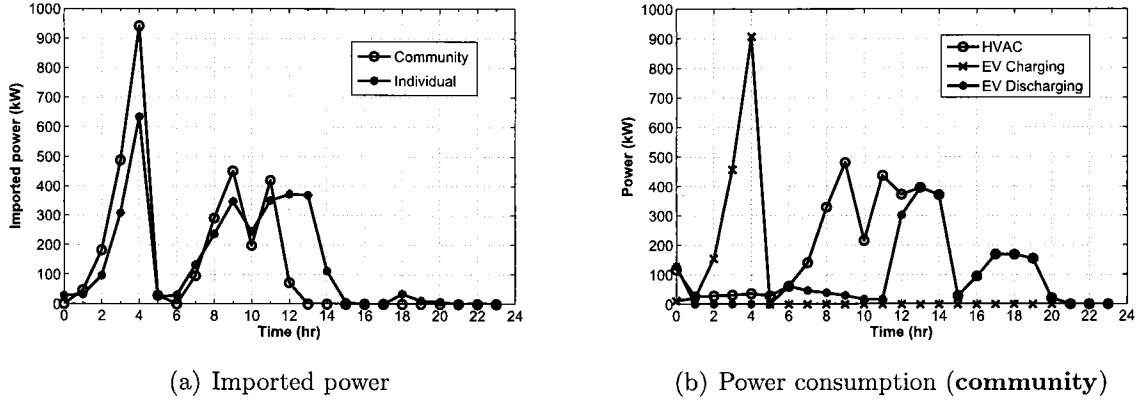 1000
900
800
700
600
500
400
300
200
100
0
Imported power (kW)
Community
Individual
0 2 4 6 8 10 12 14 16 18 20 22 24
Time (hr)
(a) Imported power
1000
900
800
700
600
500
400
300
200
100
0
Power (kW)
HVAC
EV Charging
EV Discharging
0 2 4 6 8 10 12 14 16 18 20 22 24
Time (hr)
(b) Power consumption (community)